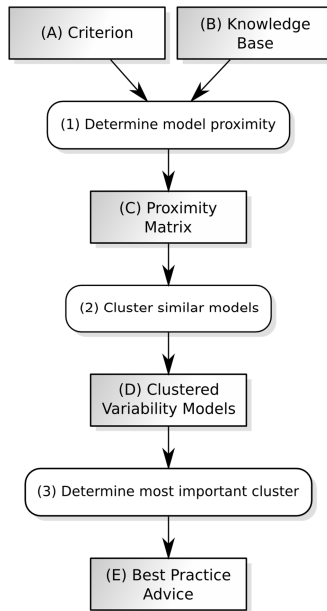 (A) Criterion
(B) Knowledge
Base
(1) Determine model proximity
(C) Proximity
Matrix
(2) Cluster similar models
(D) Clustered
Variability Models
(3) Determine most important cluster
(E) Best Practice
Advice